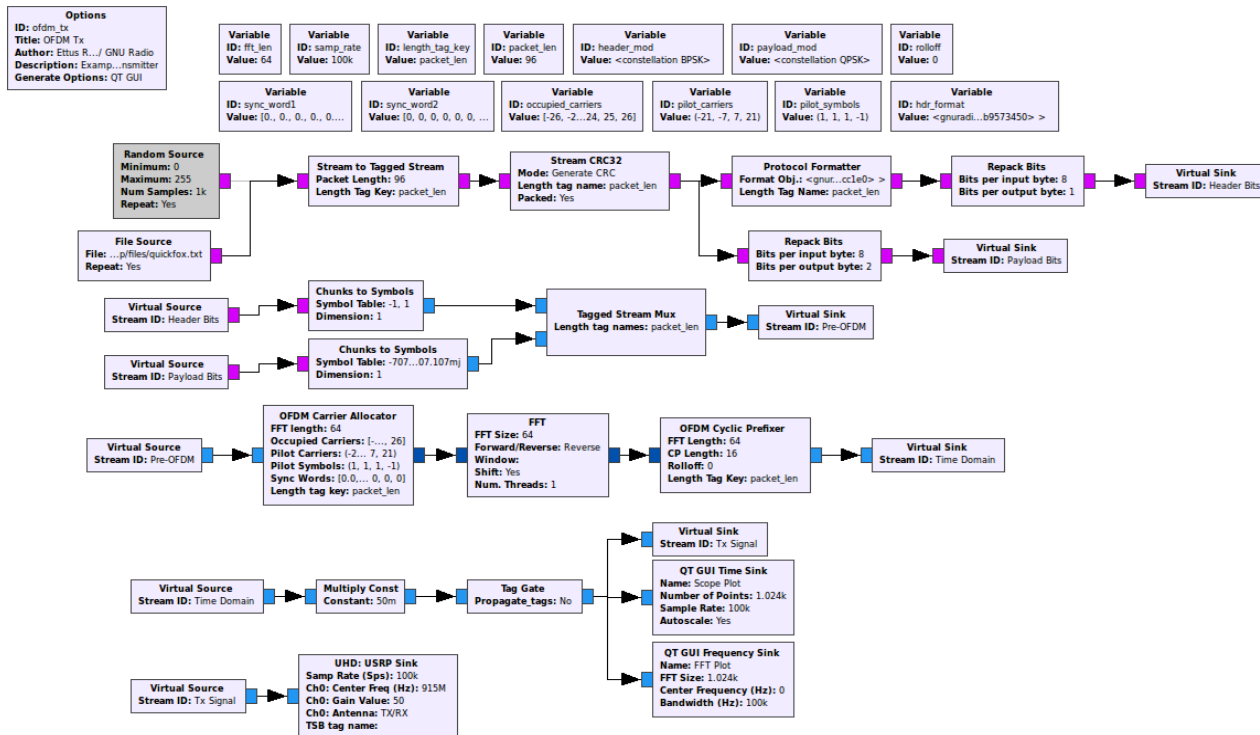 Options
ID: ofdm_tx
Title: OFDM Tx
Author: Ettus R.../ GNU Radio
Description: Examp...nsmitter
Generate Options: QT GUI
Variable
ID: fft_len
Value: 64
Variable
ID: samp_rate
Value: 100k
Variable
ID: length_tag_key
Value: packet_len
Variable
ID: packet_len
Value: 96
Variable
ID: header_mod
Value: <constellation BPSK>
Variable
ID: payload_mod
Value: <constellation QPSK>
Variable
ID: rolloff
Value: 0
Variable
ID: sync_word1
Value: [0., 0., 0., 0., 0....
Variable
ID: sync_word2
Value: [0, 0, 0, 0, 0, 0, ...
Variable
ID: occupied_carriers
Value: [-26, -2...24, 25, 26]
Variable
ID: pilot_carriers
Value: (-21, -7, 7, 21)
Variable
ID: pilot_symbols
Value: (1, 1, 1, -1)
Variable
ID: hdr_format
Value: <gnuradi...b9573450> >
Random Source
Minimum: 0
Maximum: 255
Num Samples: 1k
Repeat: Yes
File Source
File: ...p/files/quickfox.txt
Repeat: Yes
Stream to Tagged Stream
Packet Length: 96
Length Tag Key: packet_len
Stream CRC32
Mode: Generate CRC
Length tag name: packet_len
Packed: Yes
Protocol Formatter
Format Obj.: <gnur...cc1e0> >
Length Tag Name: packet_len
Repack Bits
Bits per input byte: 8
Bits per output byte: 1
Virtual Sink
Stream ID: Header Bits
Repack Bits
Bits per input byte: 8
Bits per output byte: 2
Virtual Sink
Stream ID: Payload Bits
Virtual Source
Stream ID: Header Bits
Chunks to Symbols
Symbol Table: -1, 1
Dimension: 1
Virtual Source
Stream ID: Payload Bits
Chunks to Symbols
Symbol Table: -707...07.107mj
Dimension: 1
Tagged Stream Mux
Length tag names: packet_len
Virtual Sink
Stream ID: Pre-OFDM
Virtual Source
Stream ID: Pre-OFDM
OFDM Carrier Allocator
FFT length: 64
Occupied Carriers: [-..., 26]
Pilot Carriers: (-2... 7, 21)
Pilot Symbols: (1, 1, 1, -1)
Sync Words: [0.0,... 0, 0, 0]
Length tag key: packet_len
FFT
FFT Size: 64
Forward/Reverse: Reverse
Window:
Shift: Yes
Num. Threads: 1
OFDM Cyclic Prefixer
FFT Length: 64
CP Length: 16
Rolloff: 0
Length Tag Key: packet_len
Virtual Sink
Stream ID: Time Domain
Virtual Source
Stream ID: Time Domain
Multiply Const
Constant: 50m
Tag Gate
Propagate_tags: No
Virtual Sink
Stream ID: Tx Signal
QT GUI Time Sink
Name: Scope Plot
Number of Points: 1.024k
Sample Rate: 100k
Autoscale: Yes
QT GUI Frequency Sink
Name: FFT Plot
FFT Size: 1.024k
Center Frequency (Hz): 0
Bandwidth (Hz): 100k
Virtual Source
Stream ID: Tx Signal
UHD: USRP Sink
Samp Rate (Sps): 100k
Ch0: Center Freq (Hz): 915M
Ch0: Gain Value: 50
Ch0: Antenna: TX/RX
TSB tag name: